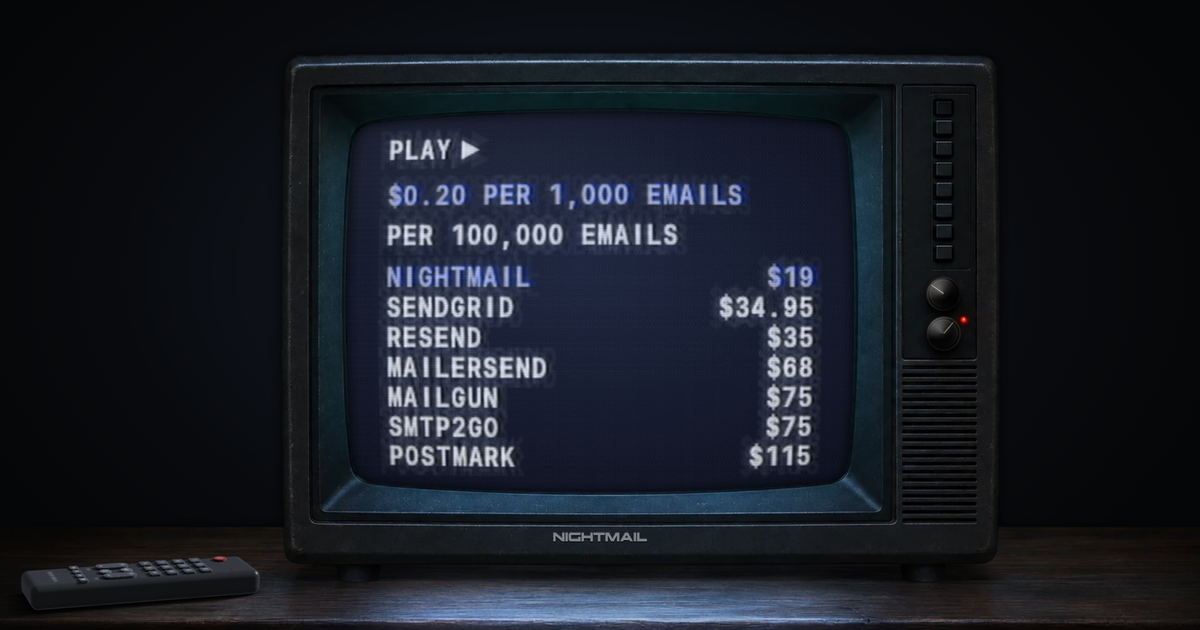 PLAY ▶
$0.20 PER 1,000 EMAILS
PER 100,000 EMAILS
NIGHTMAIL $19
SENDGRID $34.95
RESEND $35
MAILERSEND $68
MAILGUN $75
SMTP2GO $75
POSTMARK $115
NIGHTMAIL